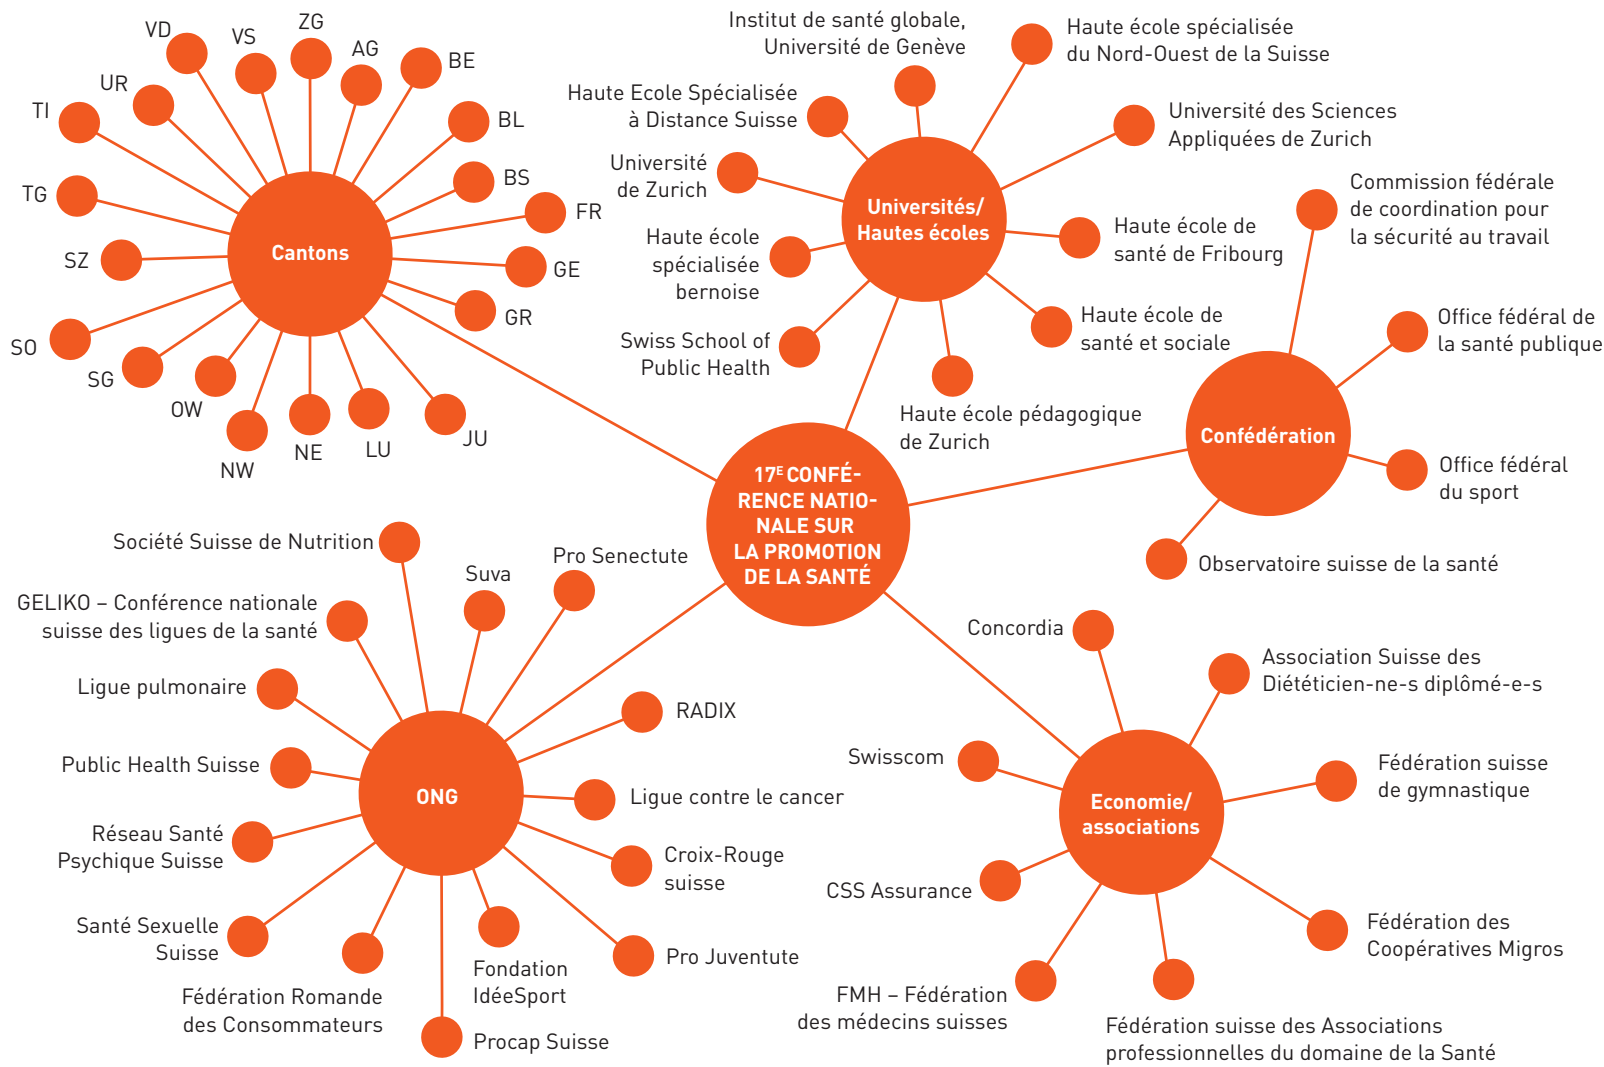 ZG
VD
VS
AG
BE
UR
TI
BL
BS
TG
FR
SZ
Cantons
GE
GR
SO
SG
OW
JU
NW
NE
LU
Institut de santé globale,
Université de Genève
Haute école spécialisée
du Nord-Ouest de la Suisse
Haute Ecole Spécialisée
à Distance Suisse
Université des Sciences
Appliquées de Zurich
Université
de Zurich
Universités/
Hautes écoles
Haute école
spécialisée
bernoise
Haute école de
santé de Fribourg
Swiss School of
Public Health
Haute école de
santé et sociale
Haute école pédagogique
de Zurich
Commission fédérale
de coordination pour
la sécurité au travail
Office fédéral de
la santé publique
Confédération
Office fédéral
du sport
Observatoire suisse de la santé
17E CONFÉ-
RENCE NATIO-
NALE SUR
LA PROMOTION
DE LA SANTÉ
Société Suisse de Nutrition
Suva
Pro Senectute
GELIKO – Conférence nationale
suisse des ligues de la santé
Ligue pulmonaire
RADIX
Public Health Suisse
ONG
Ligue contre le cancer
Réseau Santé
Psychique Suisse
Croix-Rouge
suisse
Santé Sexuelle
Suisse
Pro Juventute
Fondation
IdéeSport
Fédération Romande
des Consommateurs
Procap Suisse
Concordia
Association Suisse des
Diététicien-ne-s diplômé-e-s
Swisscom
Fédération suisse
de gymnastique
Economie/
associations
CSS Assurance
Fédération des
Coopératives Migros
FMH – Fédération
des médecins suisses
Fédération suisse des Associations
professionnelles du domaine de la Santé